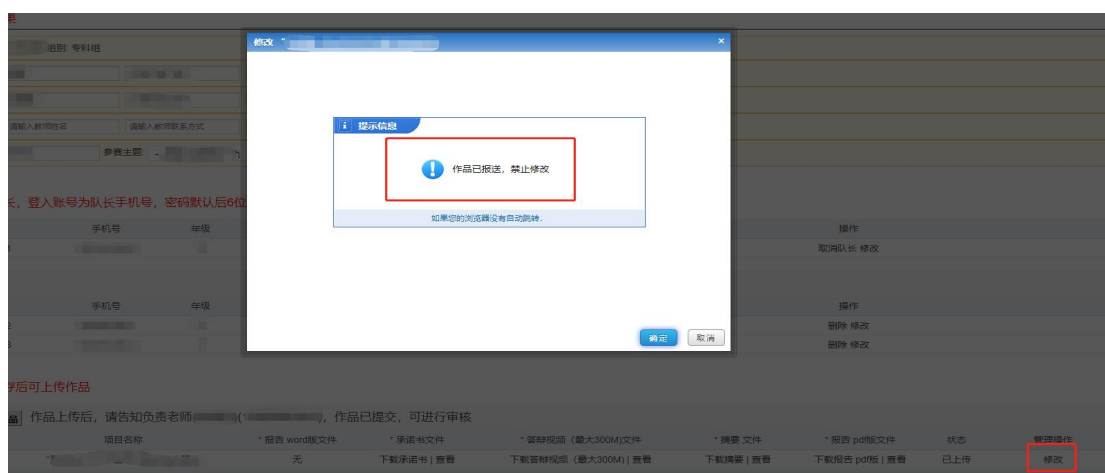 果
组别: 专科组
修改 "
×
请输入教师姓名 请输入教师联系方式
参赛主题: -
i 提示信息
作品已报送，禁止修改
如果您的浏览器没有自动跳转.
长，登入账号为队长手机号，密码默认后6位
手机号 年级 操作
取消队长 修改
手机号 年级 操作
删除 修改
删除 修改
确定 取消
存后可上传作品
品 作品上传后，请告知负责老师 ( )，作品已提交，可进行审核
项目名称 * 报告 word版文件 * 承诺书文件 * 答辩视频（最大300M)文件 * 摘要 文件 * 报告 pdf版文件 状态 管理操作
无 下载承诺书 | 查看 下载答辩视频（最大300M) | 查看 下载摘要 | 查看 下载报告 pdf版 | 查看 已上传 修改